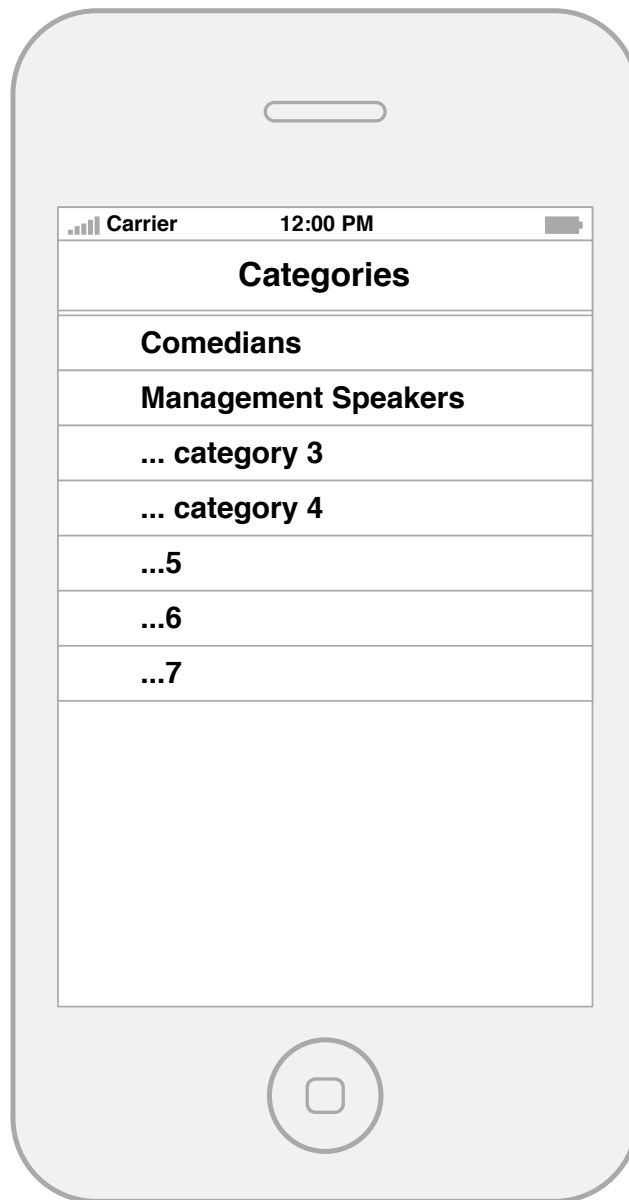 Carrier 12:00 PM
Categories
Comedians
Management Speakers
... category 3
... category 4
...5
...6
...7